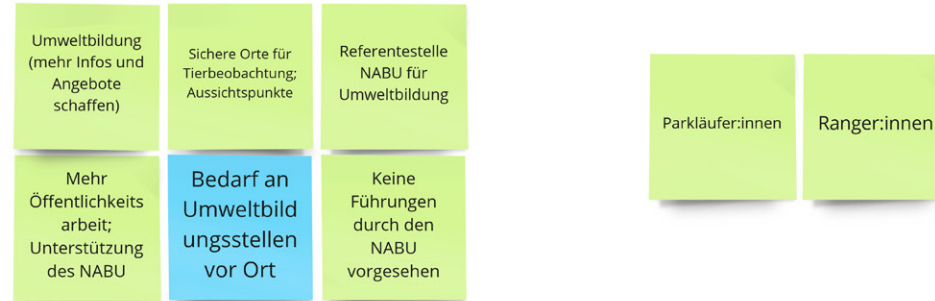 Umweltbildung
(mehr Infos und
Angebote
schaffen)
Sichere Orte für
Tierbeobachtung;
Aussichtspunkte
Referentestelle
NABU für
Umweltbildung
Parkläufer:innen
Ranger:innen
Mehr
Öffentlichkeits
arbeit;
Unterstützung
des NABU
Bedarf an
Umweltbild
ungsstellen
vor Ort
Keine
Führungen
durch den
NABU
vorgesehen